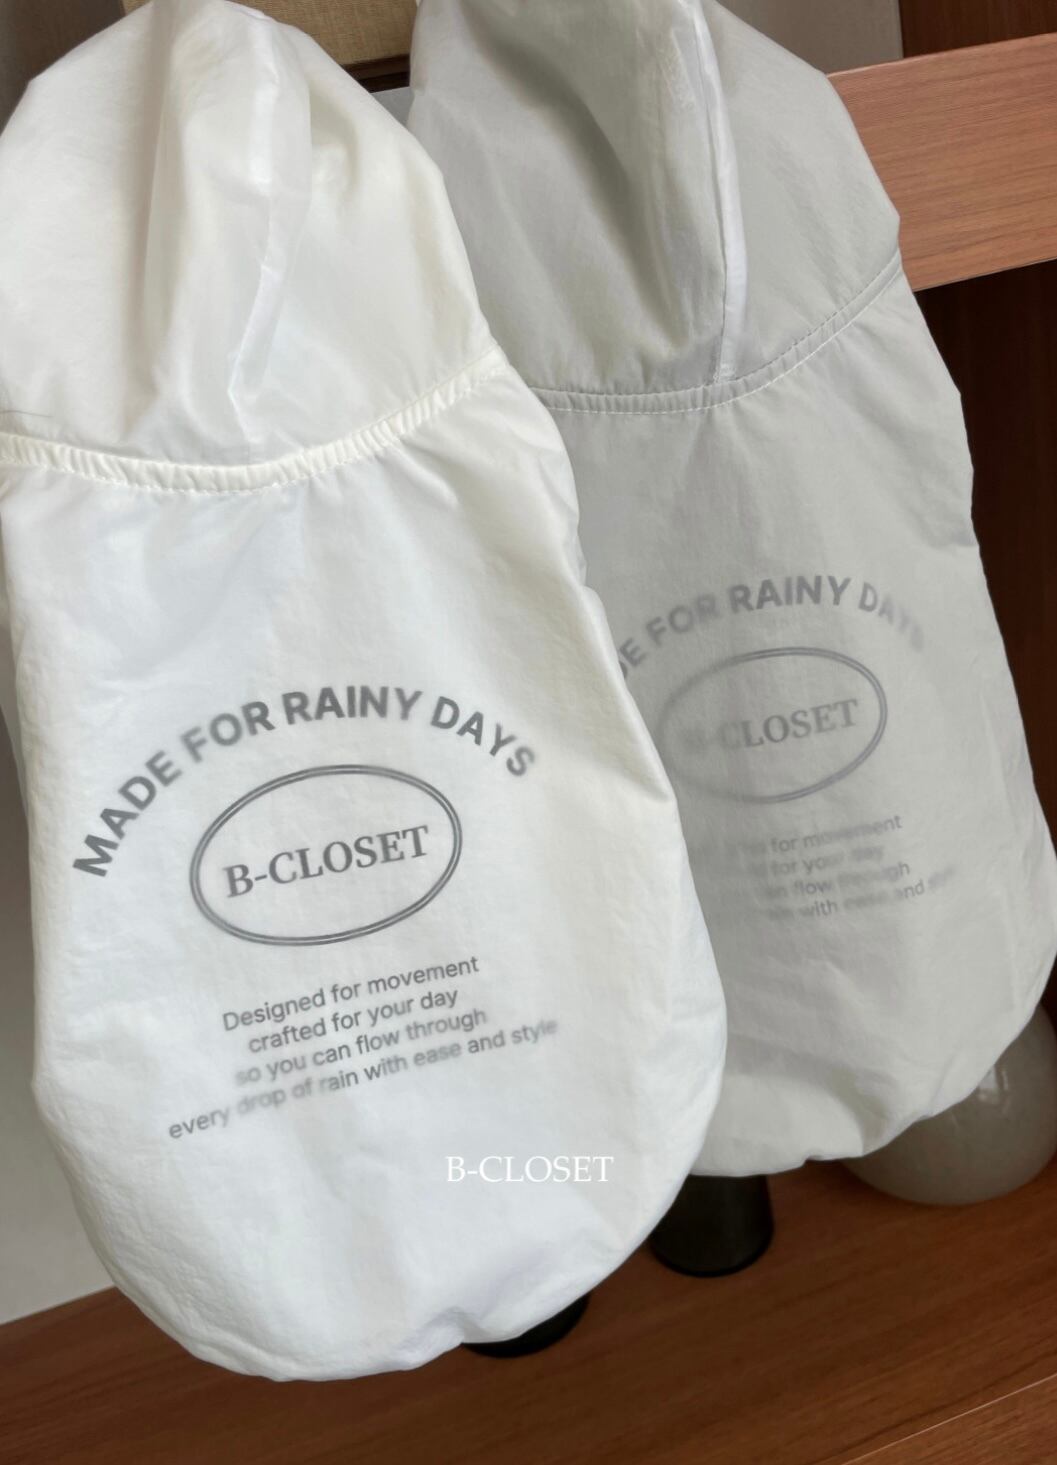 MADE FOR RAINY DAYS
B-CLOSET
Designed for movement
crafted for your day
so you can flow through
every drop of rain with ease and style
FOR RAINY DAYS
B-CLOSET
for movement
for your day
flow through
with ease and
B-CLOSET